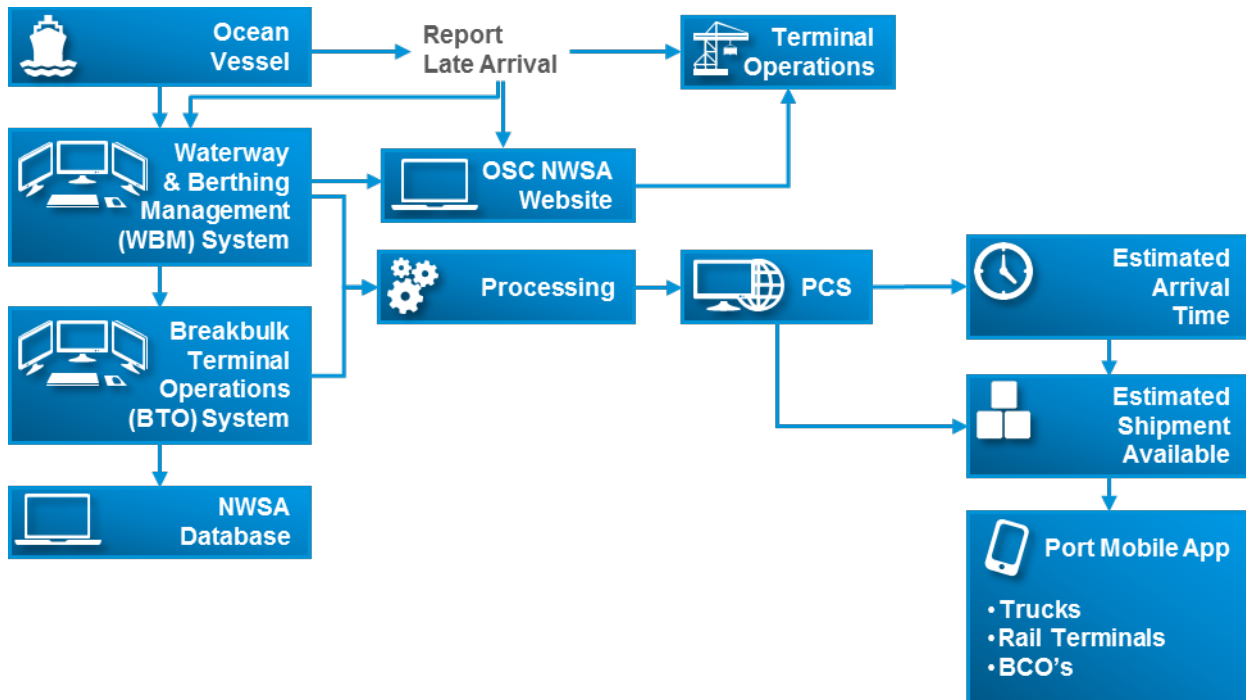 Ocean
Vessel
Report
Late Arrival
Terminal
Operations
Waterway
& Berthing
Management
(WBM) System
OSC NWSA
Website
Processing
PCS
Estimated
Arrival
Time
Breakbulk
Terminal
Operations
(BTO) System
Estimated
Shipment
Available
NWSA
Database
Port Mobile App
• Trucks
• Rail Terminals
• BCO's